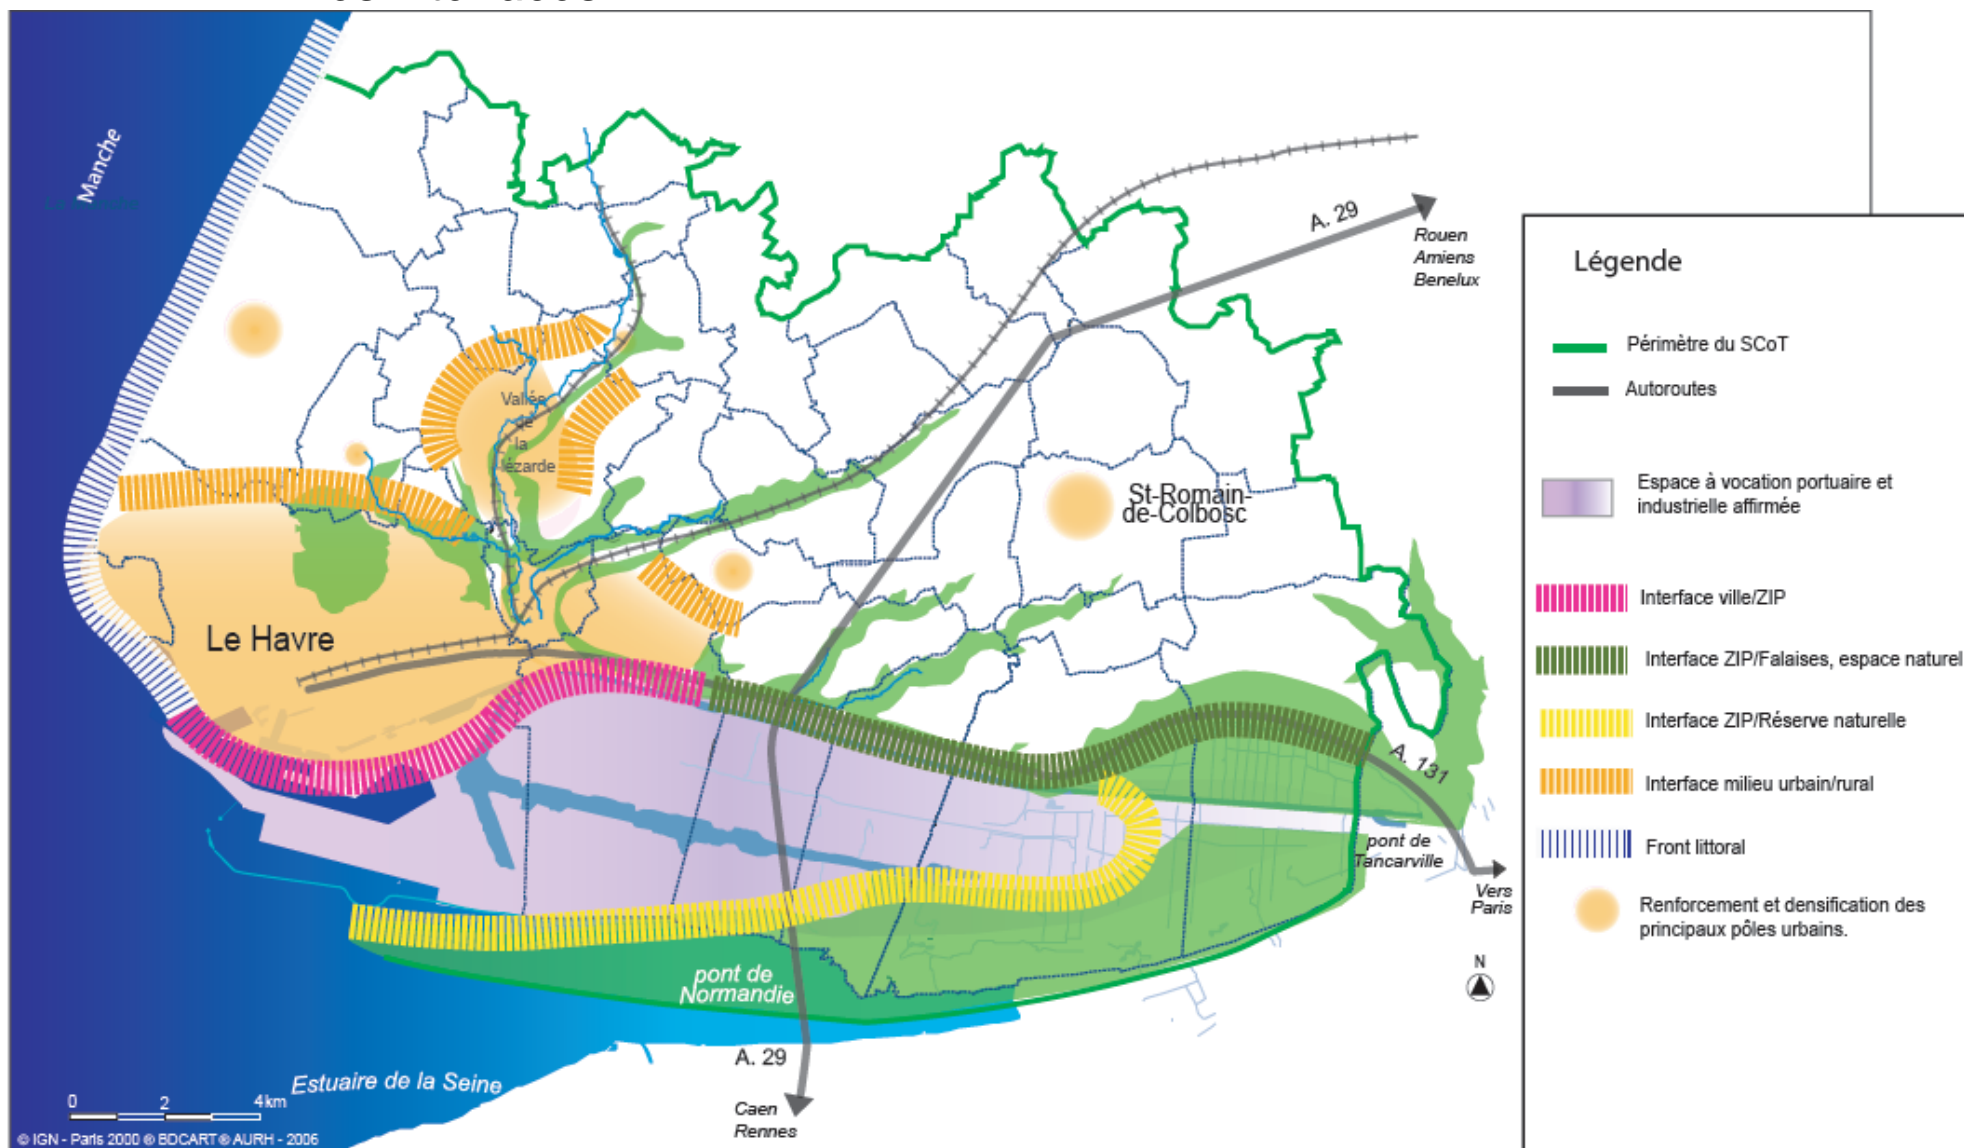 Manche
A. 29
Rouen
Amiens
Benelux
Vallée
de
la
lézarde
St-Romain-
de-Colbosc
Le Havre
A. 131
pont de
Tancarville
Vers
Paris
N
pont de
Normandie
A. 29
Caen
Rennes
Estuaire de la Seine
0 2 4 km
© IGN - Paris 2000 ® BDCART ® AURH - 2006
Légende
Périmètre du SCoT
Autoroutes
Espace à vocation portuaire et
industrielle affirmée
Interface ville/ZIP
Interface ZIP/Falaises, espace naturel
Interface ZIP/Réserve naturelle
Interface milieu urbain/rural
Front littoral
Renforcement et densification des
principaux pôles urbains.